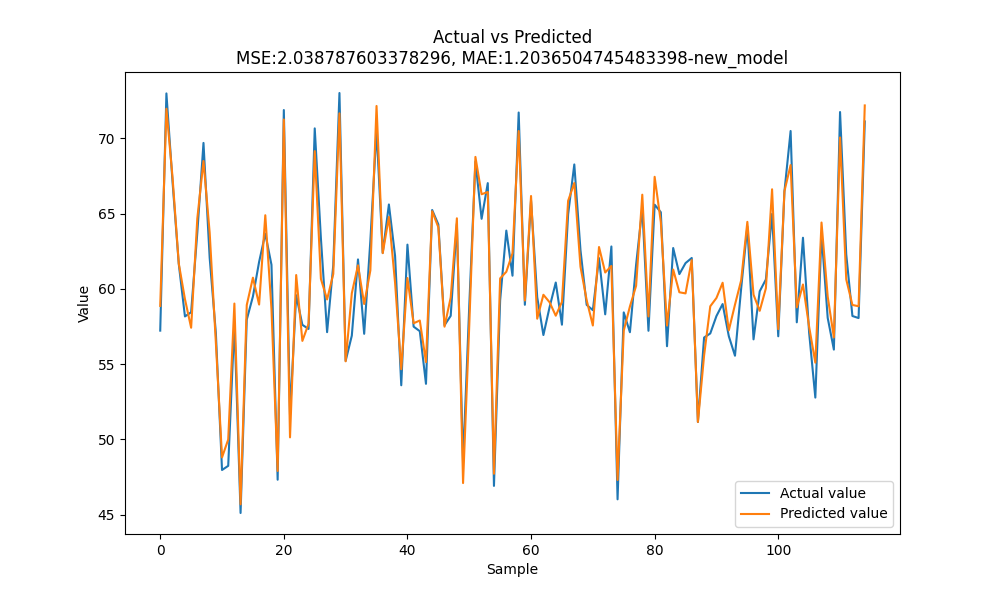 Actual vs Predicted
MSE:2.038787603378296, MAE:1.2036504745483398-new_model
Value
70
65
60
55
50
45
0 20 40 60 80 100
Sample
Actual value
Predicted value